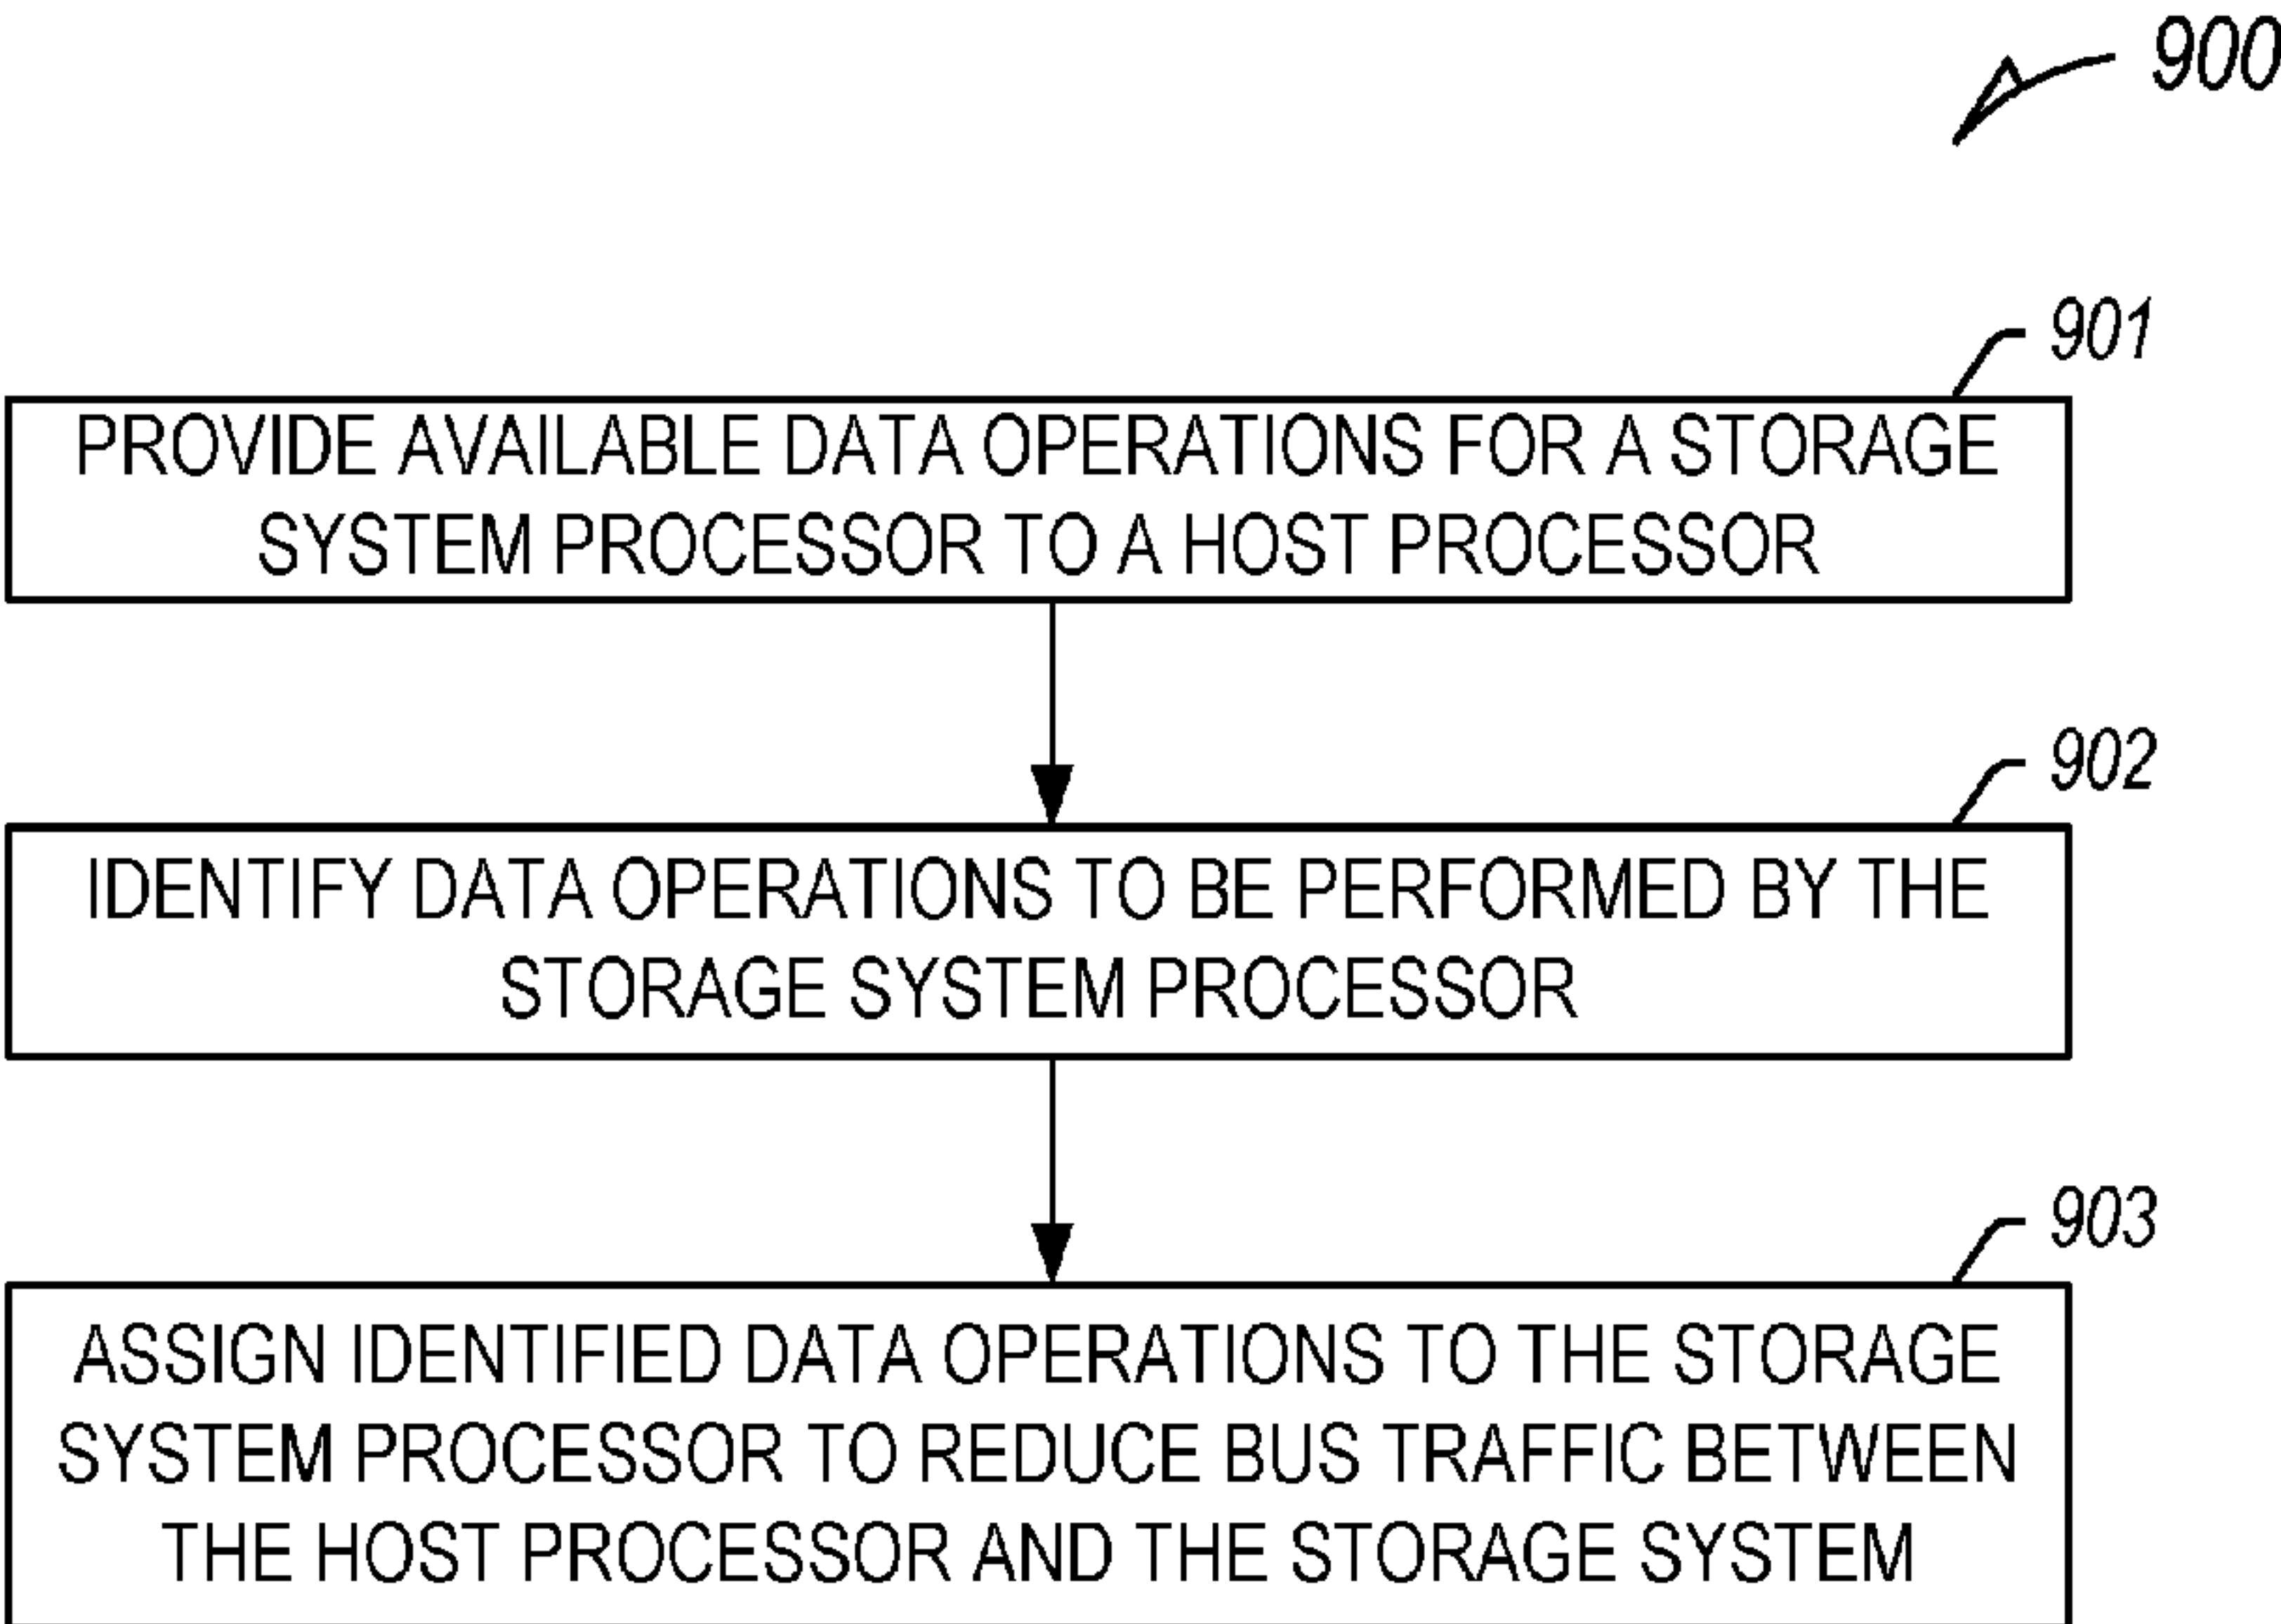 900
901
PROVIDE AVAILABLE DATA OPERATIONS FOR A STORAGE
SYSTEM PROCESSOR TO A HOST PROCESSOR
902
IDENTIFY DATA OPERATIONS TO BE PERFORMED BY THE
STORAGE SYSTEM PROCESSOR
903
ASSIGN IDENTIFIED DATA OPERATIONS TO THE STORAGE
SYSTEM PROCESSOR TO REDUCE BUS TRAFFIC BETWEEN
THE HOST PROCESSOR AND THE STORAGE SYSTEM